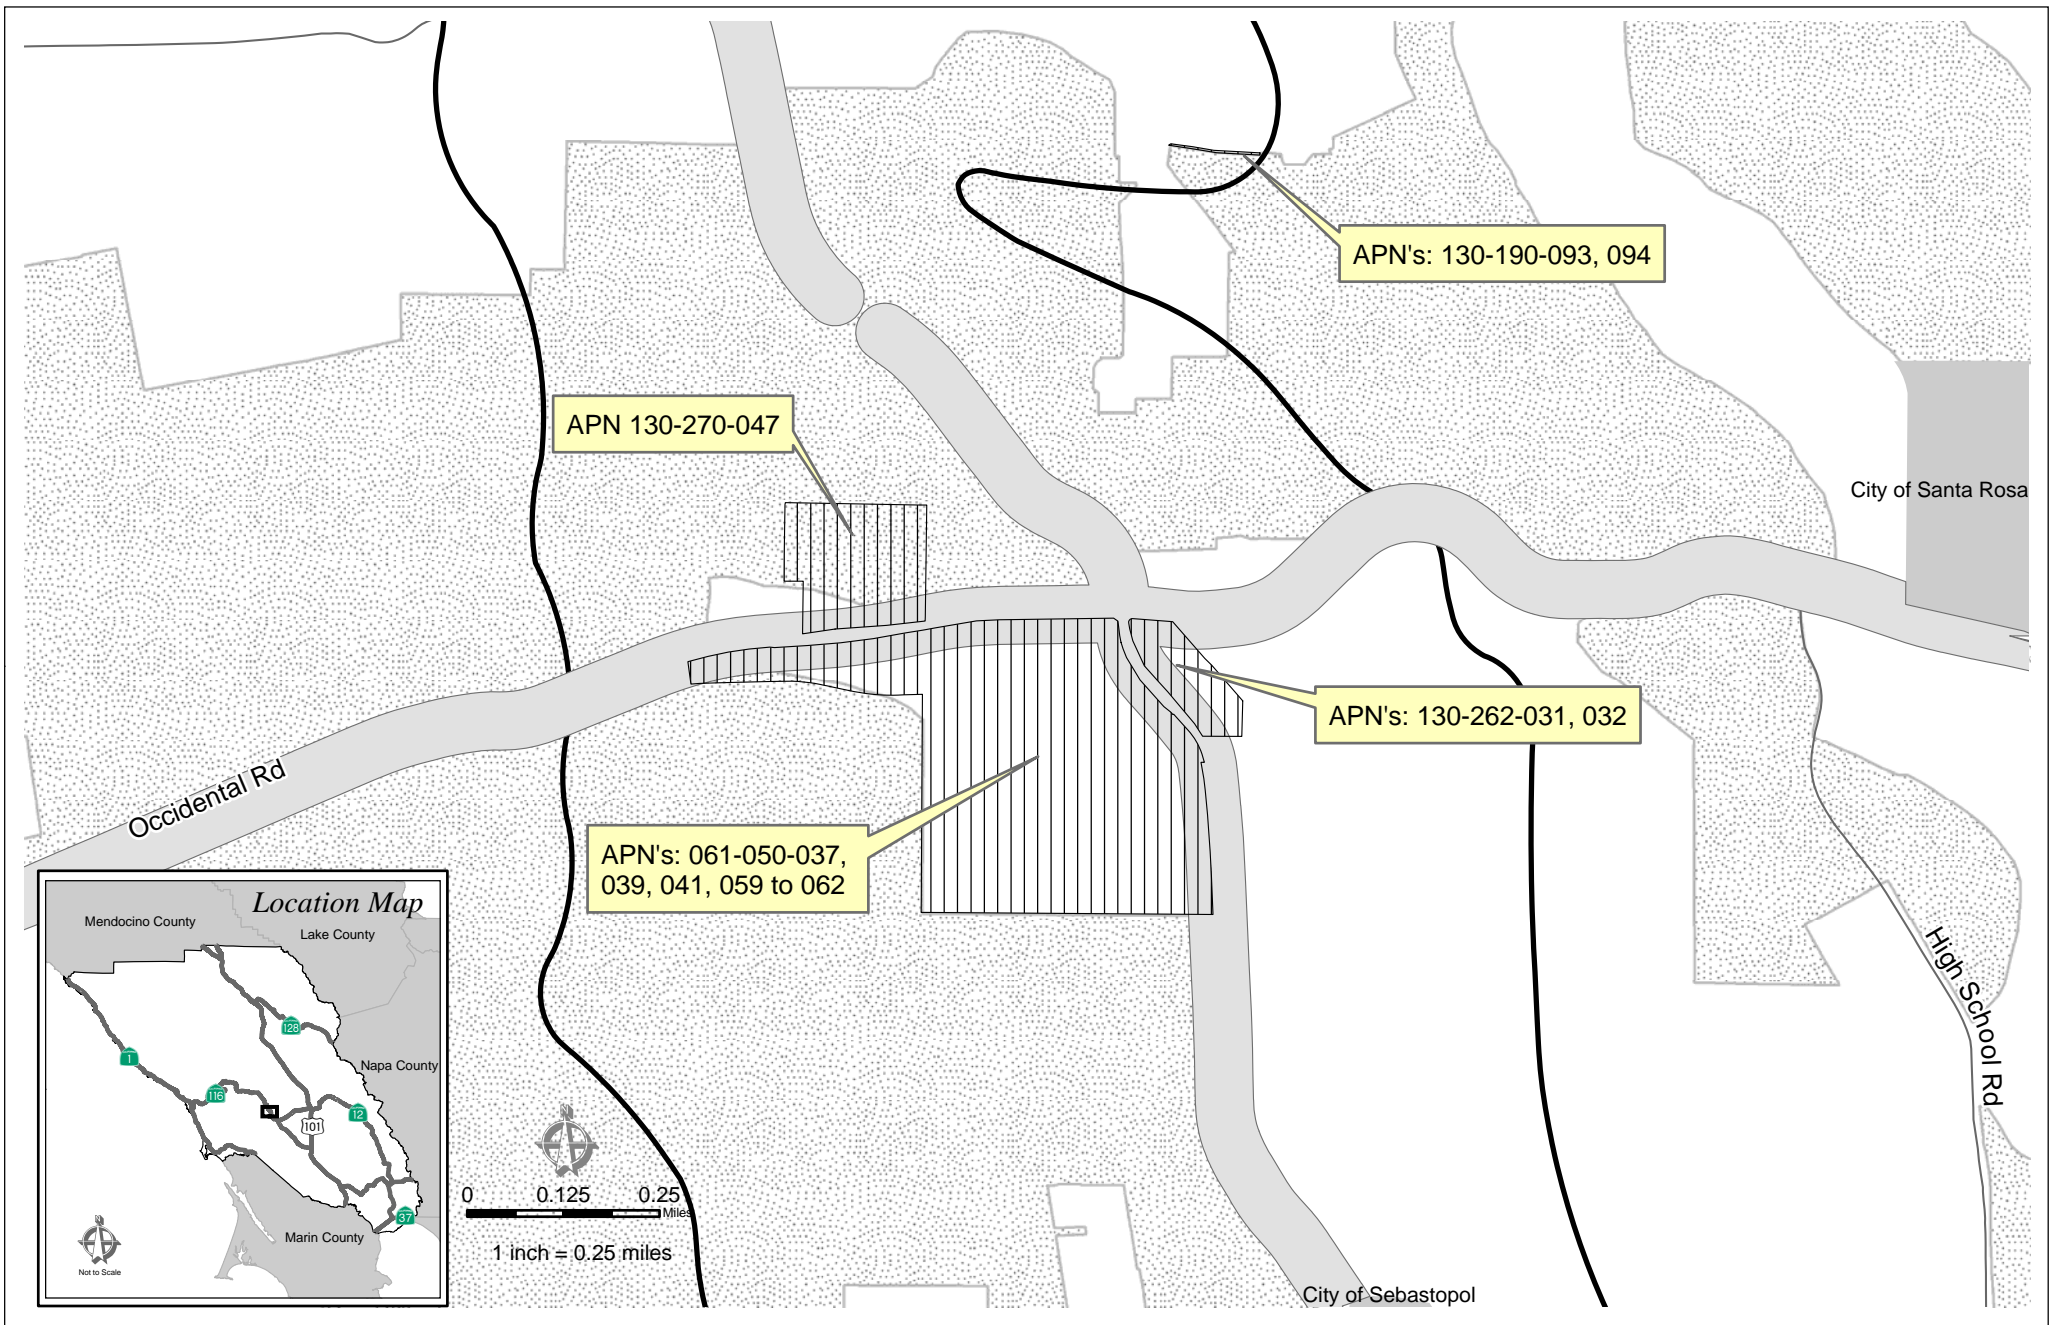 APN's: 130-190-093, 094
APN 130-270-047
City of Santa Rosa
APN's: 130-262-031, 032
Occidental Rd
APN's: 061-050-037,
039, 041, 059 to 062
High School Rd
Location Map
Mendocino County
Lake County
128
1
Napa County
116
12
101
37
Marin County
N
Not to Scale
N
0 0.125 0.25
Miles
1 inch = 0.25 miles
City of Sebastopol